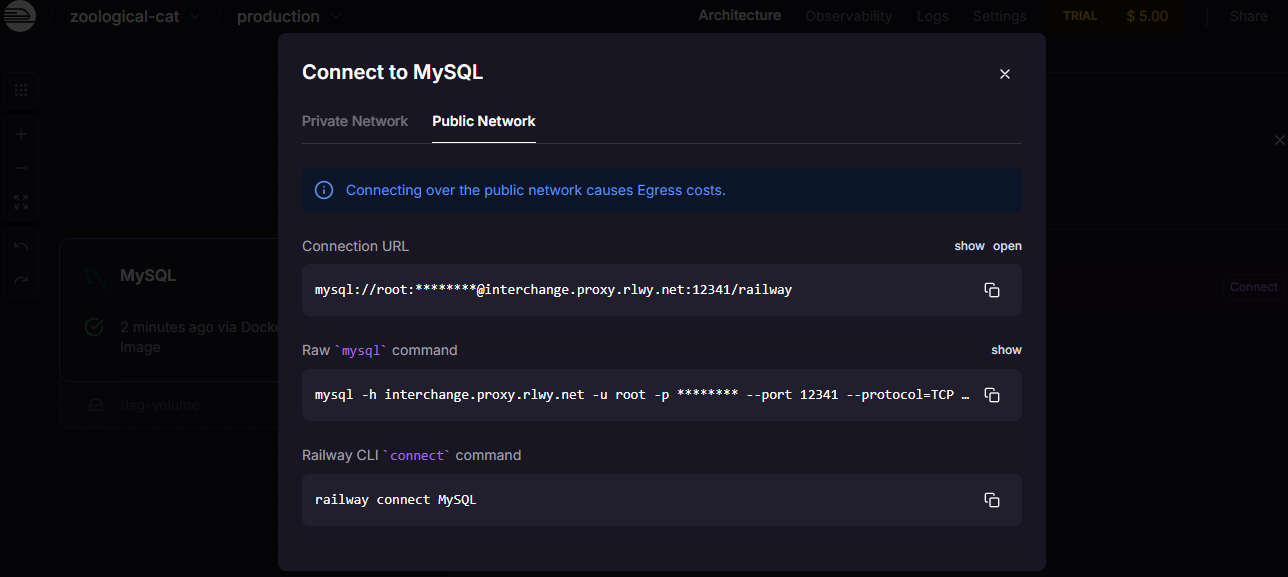 zoological-cat / production
Architecture Observability Logs Settings TRIAL $ 5.00 Share
Connect to MySQL
Private Network Public Network
Connecting over the public network causes Egress costs.
Connection URL show open
mysql://root:********@interchange.proxy.rlwy.net:12341/railway
Raw `mysql` command show
mysql -h interchange.proxy.rlwy.net -u root -p ******** --port 12341 --protocol=TCP …
Railway CLI `connect` command
railway connect MySQL
MySQL
2 minutes ago via Docke
Image
flag-volume
Connect